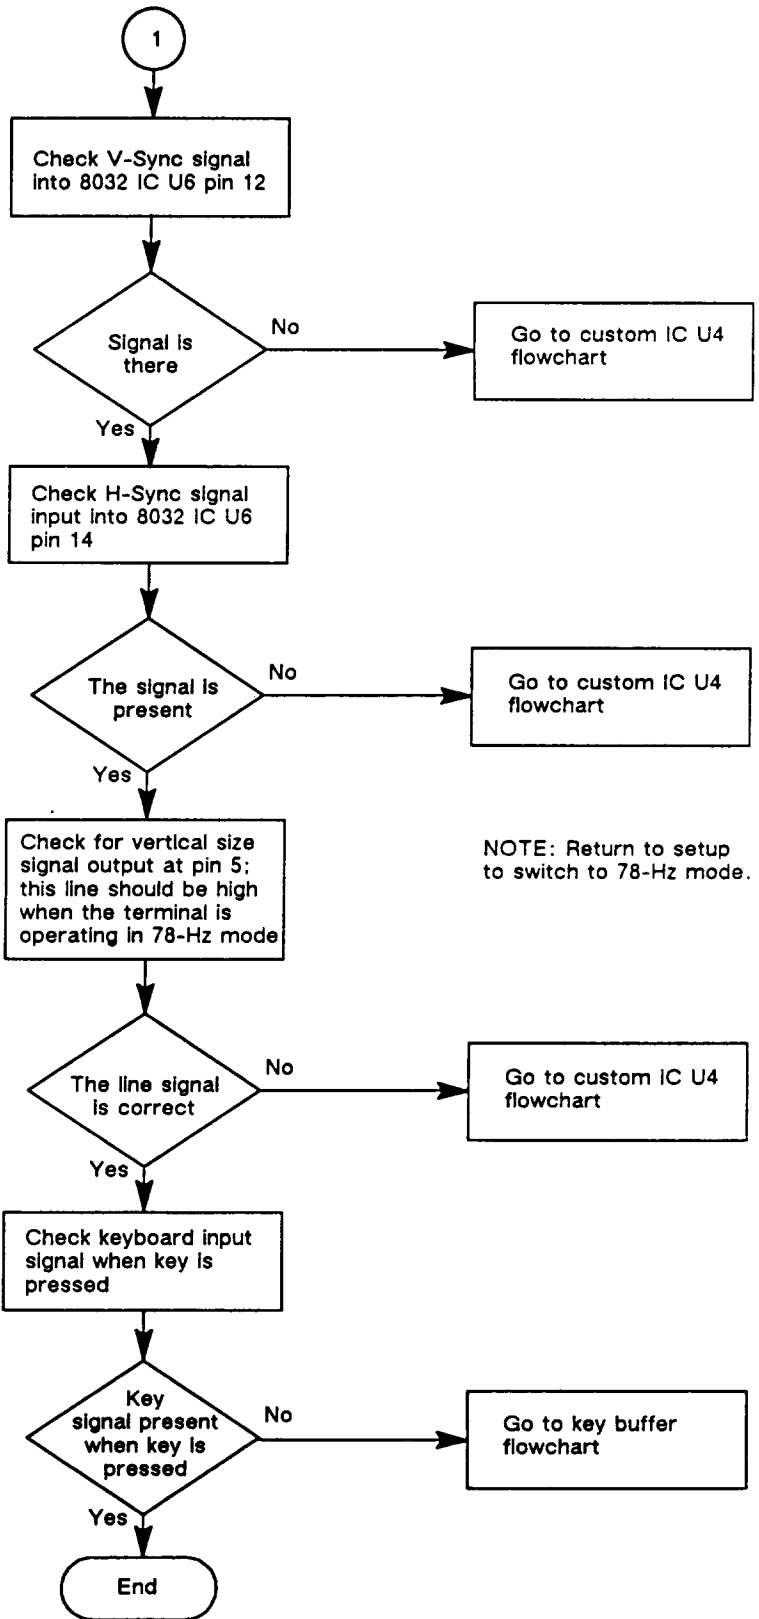 1
Check V-Sync signal
into 8032 IC U6 pin 12
Signal is
there
No
Go to custom IC U4
flowchart
Yes
Check H-Sync signal
input into 8032 IC U6
pin 14
The signal is
present
No
Go to custom IC U4
flowchart
Yes
Check for vertical size
signal output at pin 5;
this line should be high
when the terminal is
operating in 78-Hz mode
NOTE: Return to setup
to switch to 78-Hz mode.
The line signal
is correct
No
Go to custom IC U4
flowchart
Yes
Check keyboard input
signal when key is
pressed
Key
signal present
when key is
pressed
No
Go to key buffer
flowchart
Yes
End